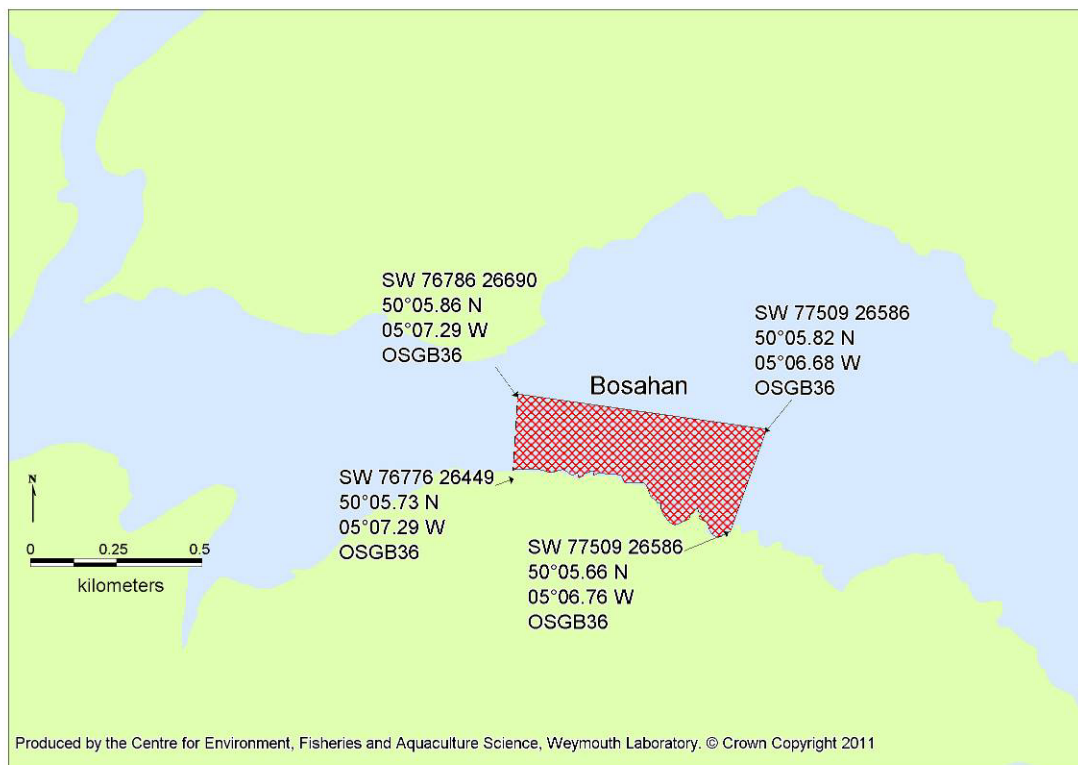 SW 76786 26690
50°05.86 N
05°07.29 W
OSGB36
SW 77509 26586
50°05.82 N
05°06.68 W
OSGB36
Bosahan
SW 76776 26449
50°05.73 N
05°07.29 W
OSGB36
SW 77509 26586
50°05.66 N
05°06.76 W
OSGB36
N
0 0.25 0.5
kilometers
Produced by the Centre for Environment, Fisheries and Aquaculture Science, Weymouth Laboratory. © Crown Copyright 2011